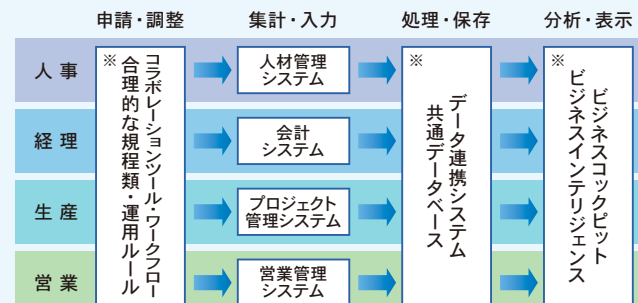 申請・調整
集計・入力
処理・保存
分析・表示
人事
経理
生産
営業
※
コラボレーションツール・ワークフロー
合理的な規程類・運用ルール
人材管理
システム
会計
システム
プロジェクト
管理システム
営業管理
システム
※
データ連携システム
共通データベース
※
ビジネスコックピット
ビジネスインテリジェンス